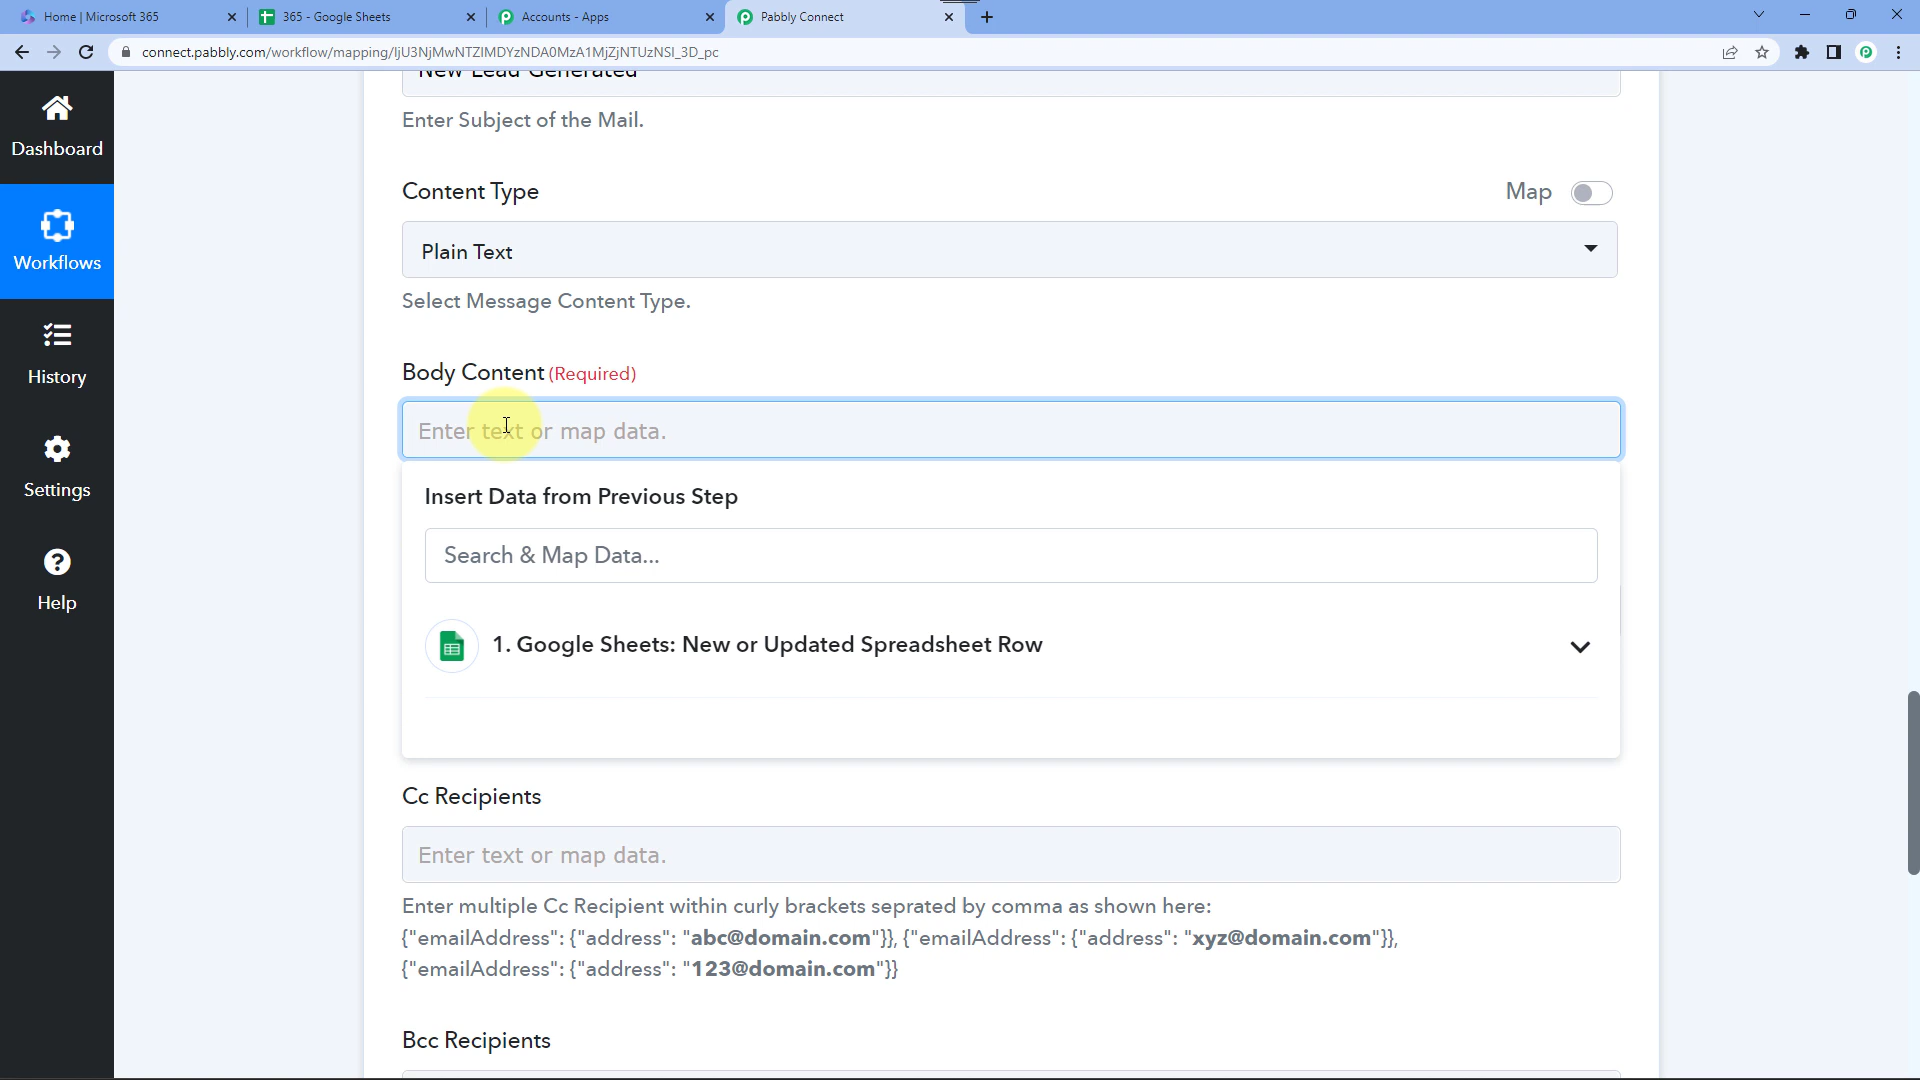 Home | Microsoft 365
365 - Google Sheets
Accounts - Apps
Pabbly Connect
connect.pabbly.com/workflow/mapping/IjU3NjMwNTZlMDYzNDA0MzA1MjZjNTUzNSI_3D_pc
Dashboard
Workflows
History
Settings
Help
New Lead Generated
Enter Subject of the Mail.
Content Type
Map
Plain Text
Select Message Content Type.
Body Content (Required)
Enter text or map data.
Insert Data from Previous Step
Search & Map Data...
1. Google Sheets: New or Updated Spreadsheet Row
Cc Recipients
Enter text or map data.
Enter multiple Cc Recipient within curly brackets seprated by comma as shown here:
{"emailAddress": {"address": "abc@domain.com"}}, {"emailAddress": {"address": "xyz@domain.com"}},
{"emailAddress": {"address": "123@domain.com"}}
Bcc Recipients